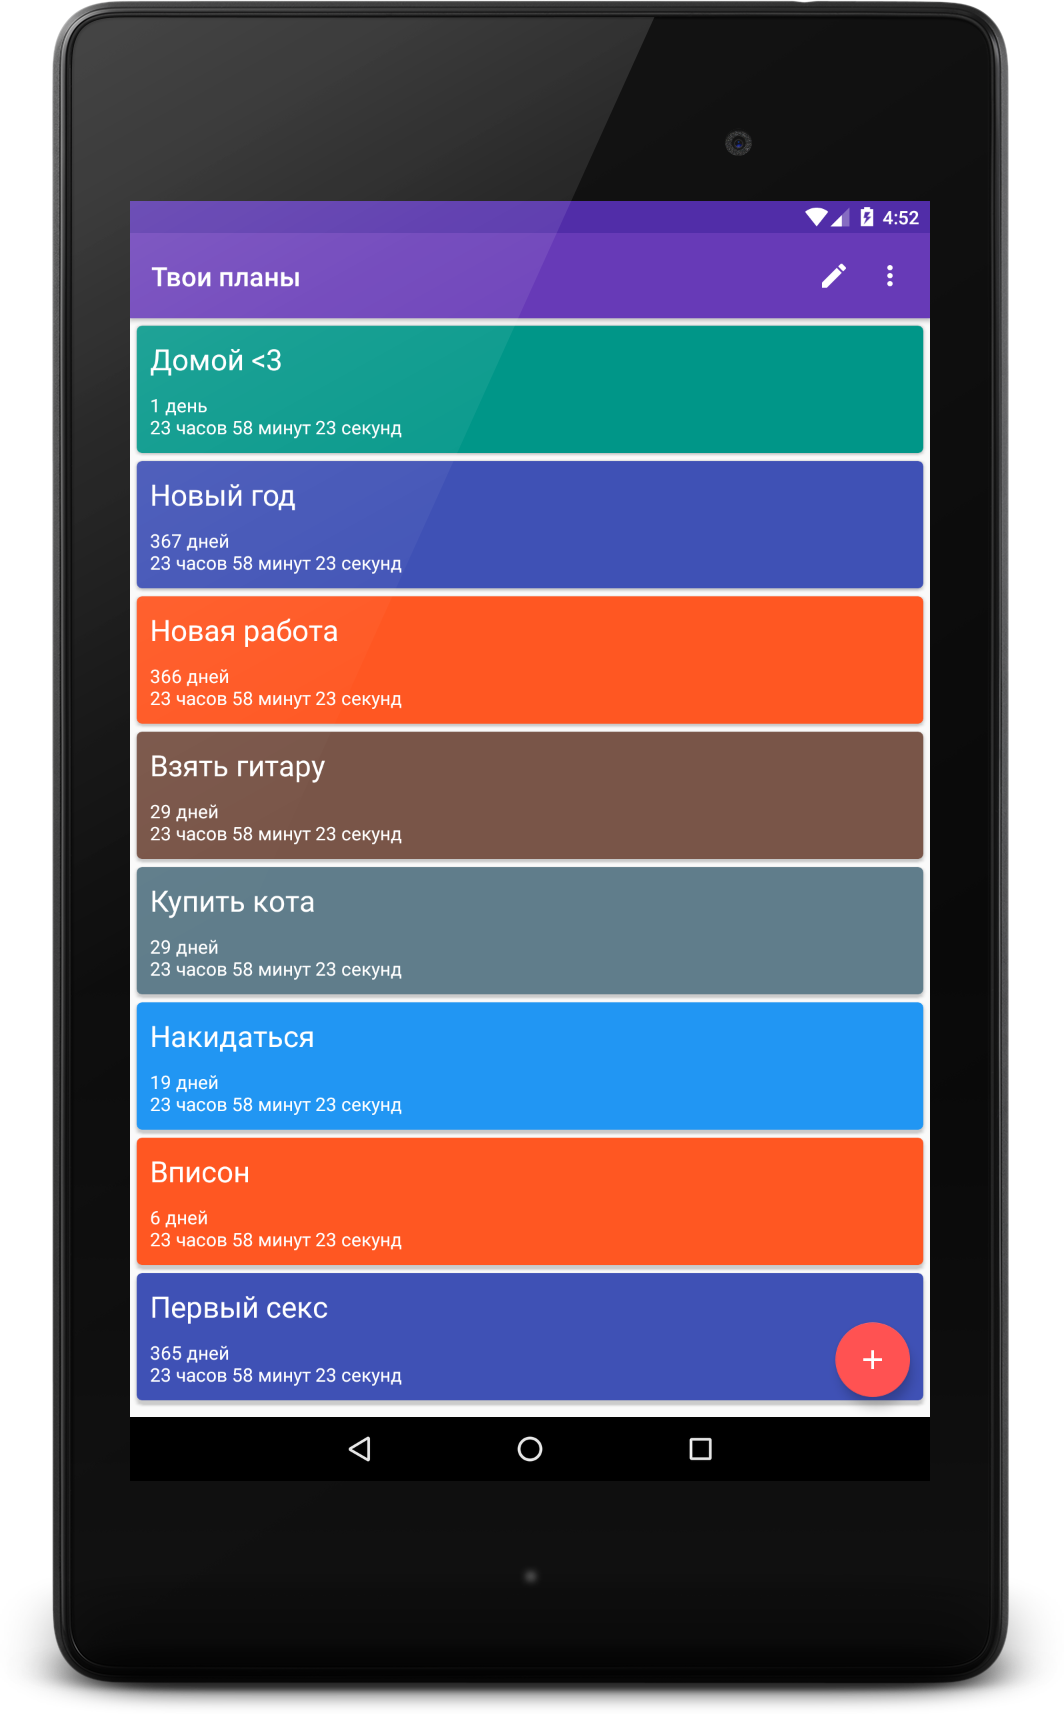 4:52
Твои планы
Домой <3
1 день
23 часов 58 минут 23 секунд
Новый год
367 дней
23 часов 58 минут 23 секунд
Новая работа
366 дней
23 часов 58 минут 23 секунд
Взять гитару
29 дней
23 часов 58 минут 23 секунд
Купить кота
29 дней
23 часов 58 минут 23 секунд
Накидаться
19 дней
23 часов 58 минут 23 секунд
Вписон
6 дней
23 часов 58 минут 23 секунд
Первый секс
365 дней
23 часов 58 минут 23 секунд